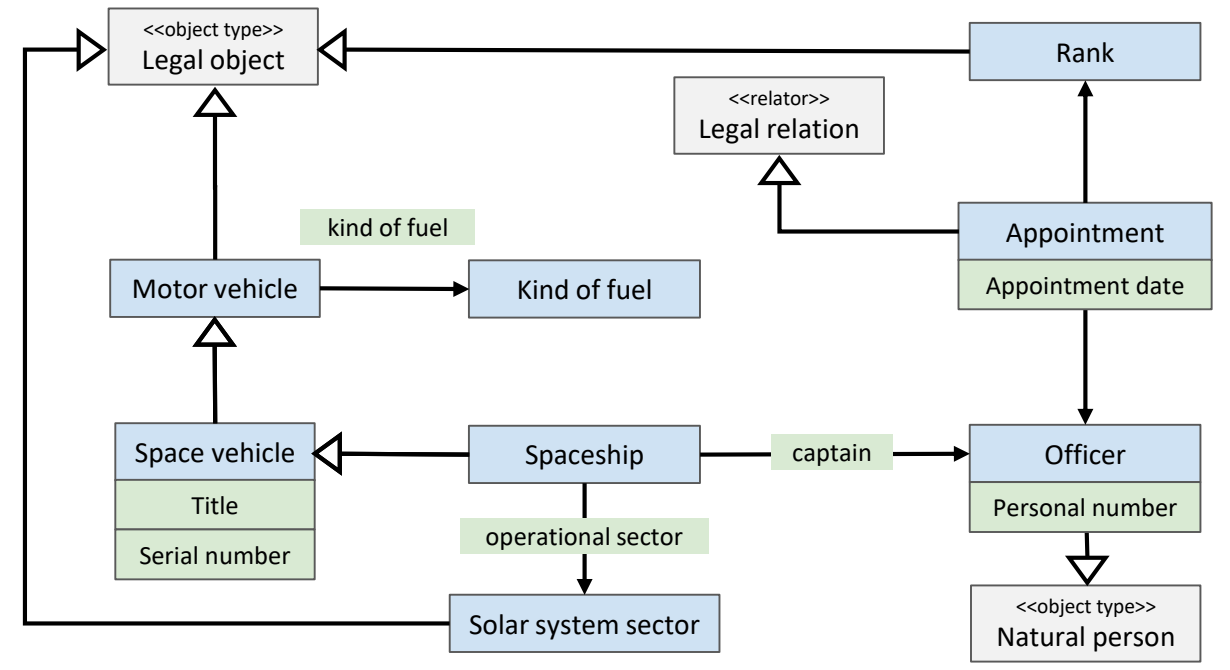 <<object type>>
Legal object
Rank
<<relator>>
Legal relation
Appointment
Appointment date
kind of fuel
Motor vehicle
Kind of fuel
Space vehicle
Title
Serial number
Spaceship
captain
Officer
Personal number
operational sector
Solar system sector
<<object type>>
Natural person